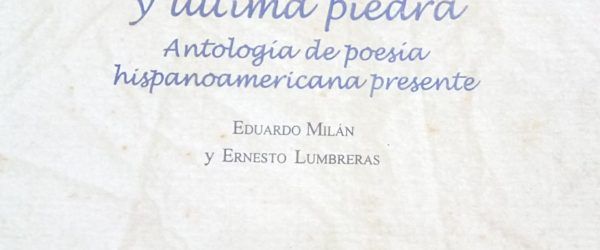 y última piedra
Antología de poesía
hispanoamericana presente
EDUARDO MILÁN
y ERNESTO LUMBRERAS